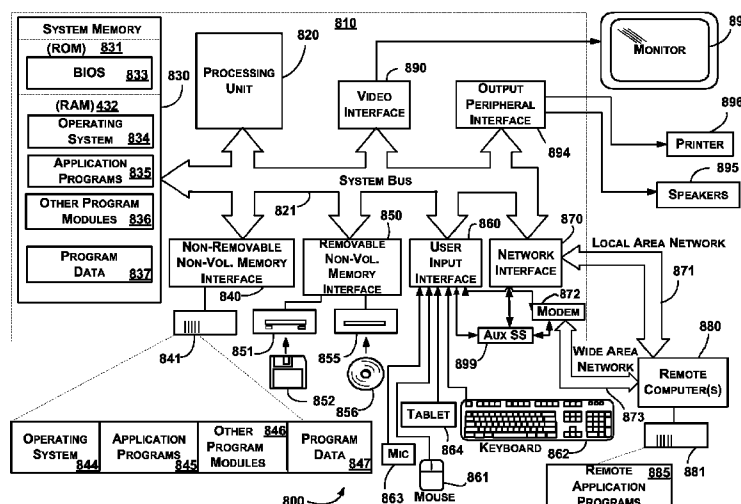 SYSTEM MEMORY
(ROM) 831
BIOS 833
(RAM) 432
OPERATING
SYSTEM 834
APPLICATION
PROGRAMS 835
OTHER PROGRAM
MODULES 836
PROGRAM
DATA 837
830
820
PROCESSING
UNIT
810
890
VIDEO
INTERFACE
OUTPUT
PERIPHERAL
INTERFACE
894
MONITOR
896
PRINTER
895
SPEAKERS
SYSTEM BUS
821
NON-REMOVABLE
NON-VOL. MEMORY
INTERFACE
840
850
REMOVABLE
NON-VOL.
MEMORY
INTERFACE
860
USER
INPUT
INTERFACE
870
NETWORK
INTERFACE
LOCAL AREA NETWORK
871
872
MODEM
AUX SS
899
WIDE AREA
NETWORK
873
880
REMOTE
COMPUTER(S)
881
841
851
852
855
856
TABLET
864
KEYBOARD
862
MIC
863
861
MOUSE
OPERATING
SYSTEM 844
APPLICATION
PROGRAMS 845
OTHER 846
PROGRAM
MODULES
PROGRAM
DATA 847
800
REMOTE 885
APPLICATION
PROGRAMS